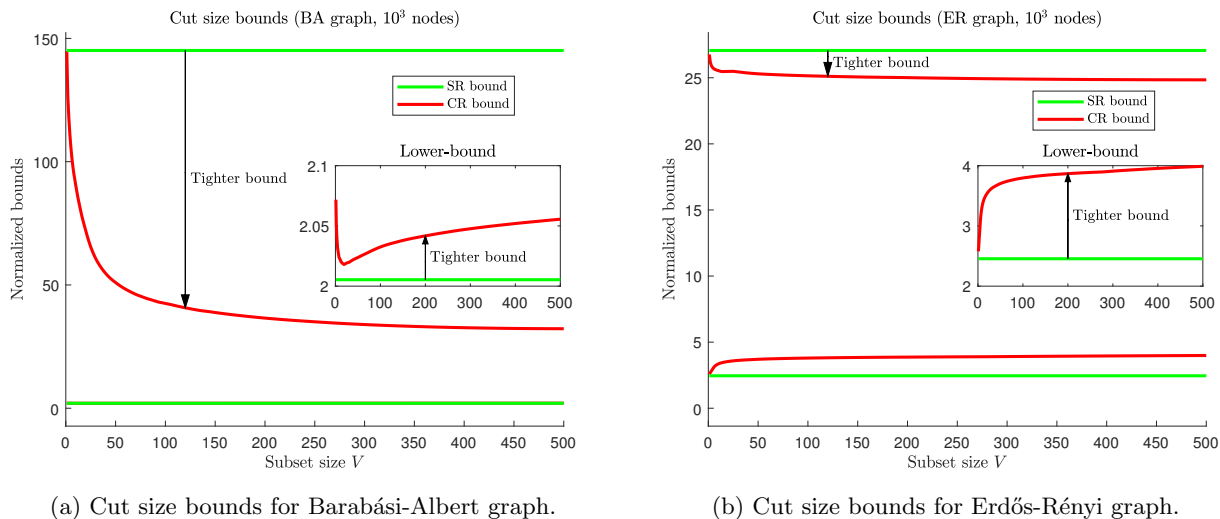 Cut size bounds (BA graph, 10³ nodes)
150
100
50
0
Normalized bounds
SR bound
CR bound
Tighter bound
Lower-bound
2.1
2.05
2
Tighter bound
0 100 200 300 400 500
0 50 100 150 200 250 300 350 400 450 500
Subset size V
(a) Cut size bounds for Barabási-Albert graph.
Cut size bounds (ER graph, 10³ nodes)
25
20
15
10
5
0
Normalized bounds
Tighter bound
SR bound
CR bound
Lower-bound
4
3
2
Tighter bound
0 100 200 300 400 500
0 50 100 150 200 250 300 350 400 450 500
Subset size V
(b) Cut size bounds for Erdős-Rényi graph.